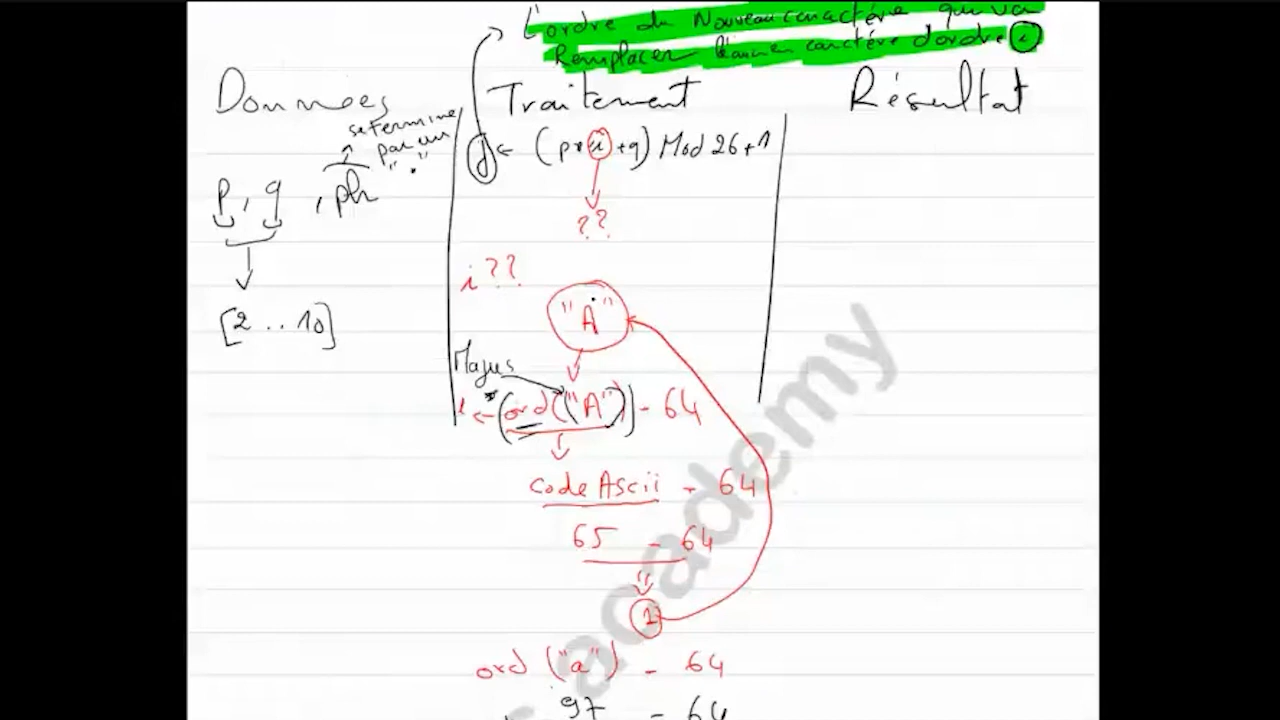 L'ordre du Nouveau caractère qui va
Remplacer l'ancien caractère d'ordre i
Données
Traitement
Résultat
se termine
par un
"."
p, q , ph
j ← (p*i+q) Mod 26+1
??
i ??
"A"
[2 .. 10]
Majus
i ← (ord("A")) - 64
code Ascii - 64
65 - 64
1
ord ("a") - 64
97 - 64
academy